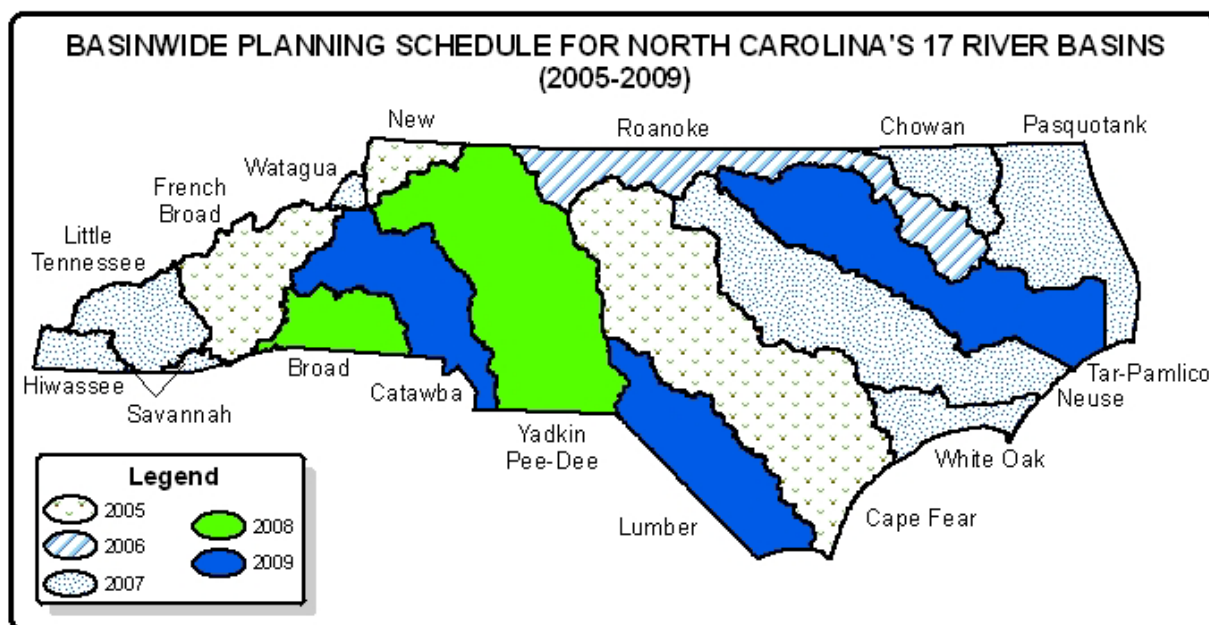 BASINWIDE PLANNING SCHEDULE FOR NORTH CAROLINA'S 17 RIVER BASINS
(2005-2009)
New
Roanoke
Chowan
Pasquotank
Watagua
French
Broad
Little
Tennessee
Hiwassee
Savannah
Broad
Catawba
Yadkin
Pee-Dee
Lumber
Cape Fear
White Oak
Neuse
Tar-Pamlico
Legend
2005
2006
2007
2008
2009